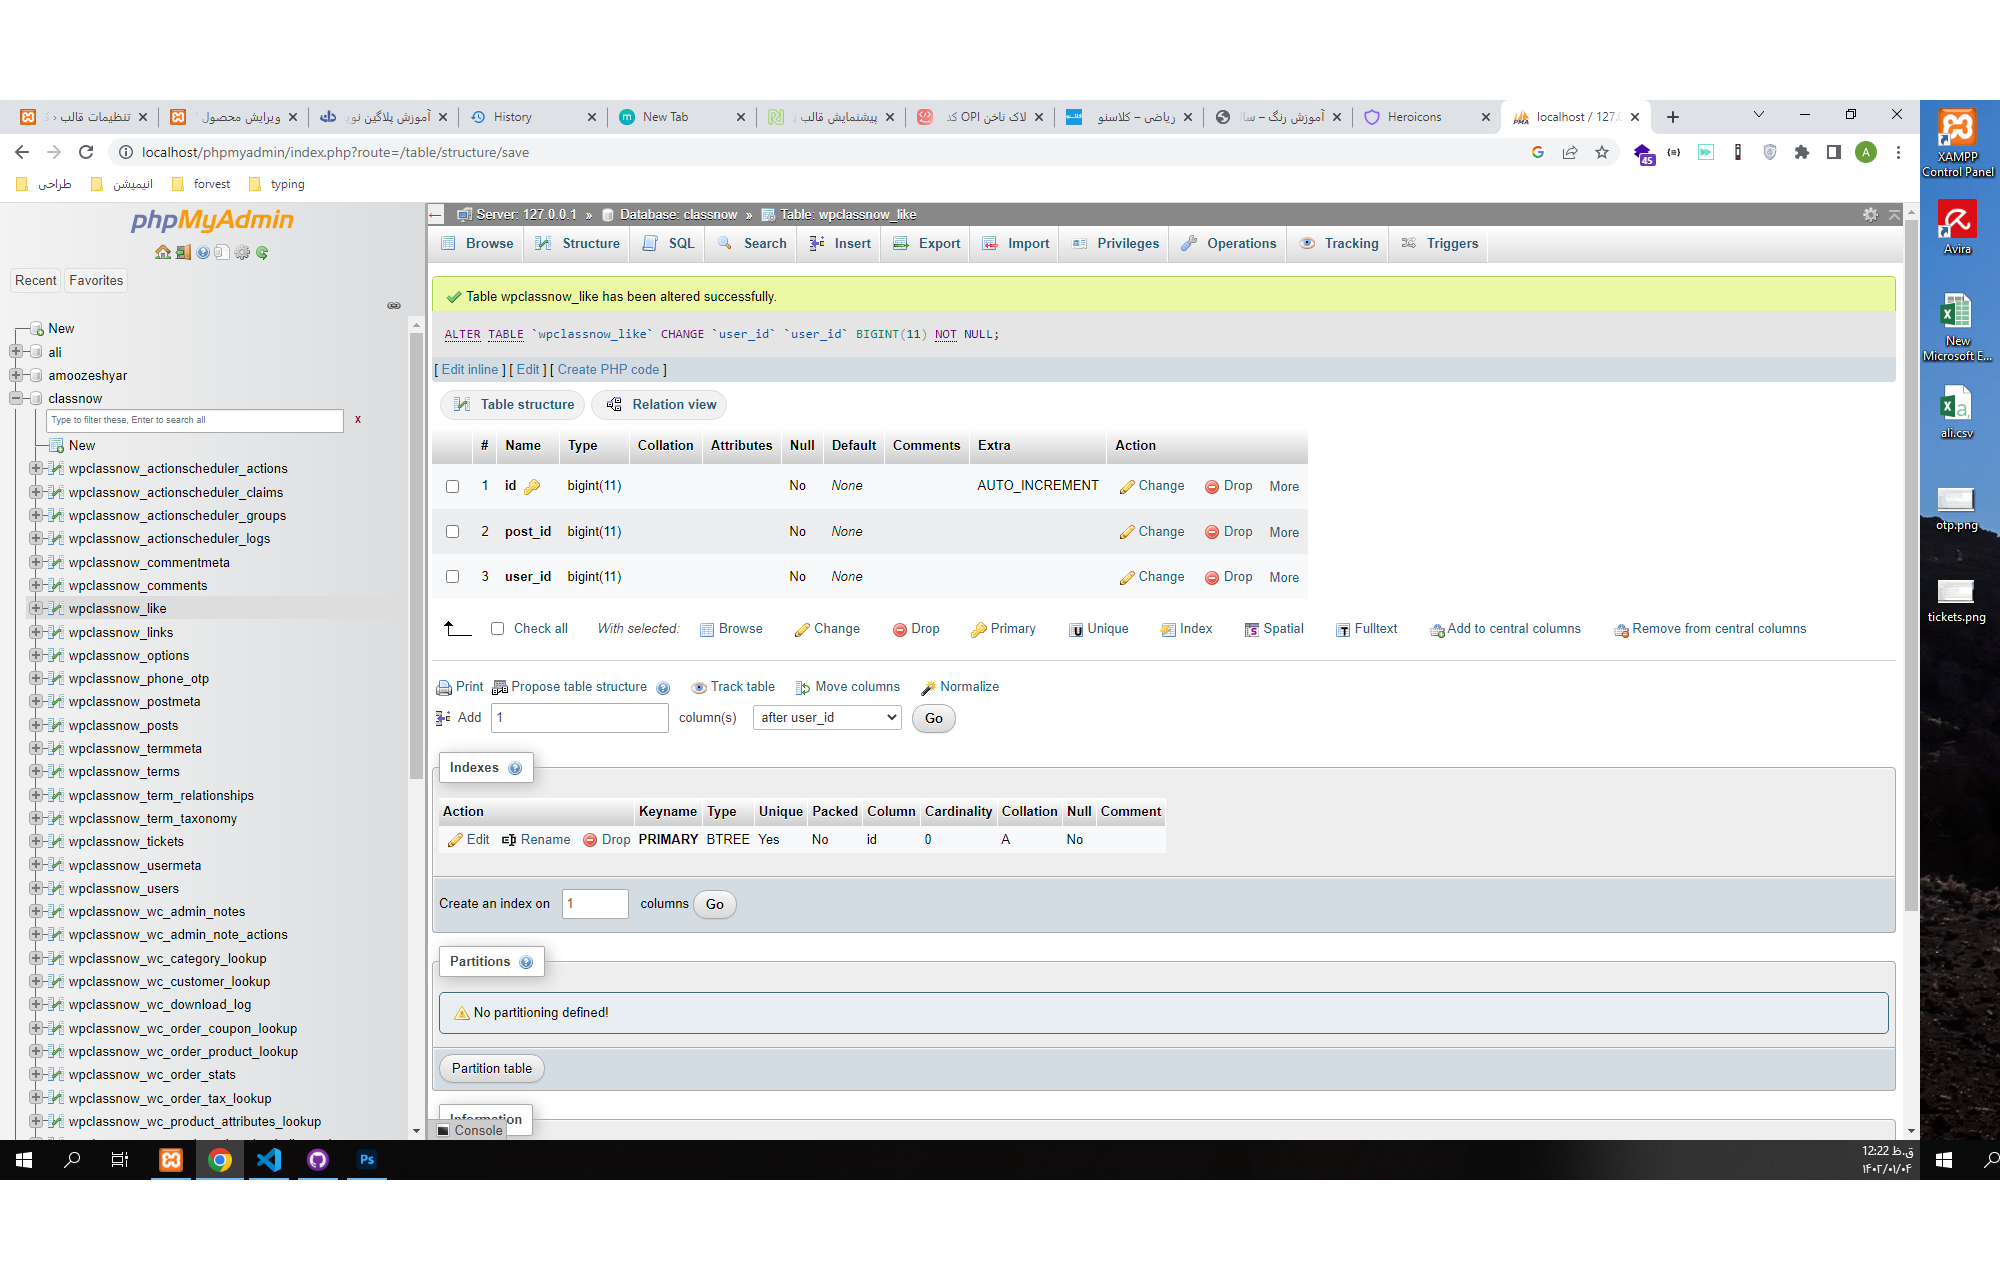 تنظیمات قالب ‹ ک
ویرایش محصول "
آموزش پلاگین نوی
History
New Tab
پیشنمایش قالب
لاک ناخن OPI کد
ریاضی – کلاسنو
آموزش رنگ – سال
Heroicons
localhost / 127.0
localhost/phpmyadmin/index.php?route=/table/structure/save
45
A
طراحی
انیمیشن
forvest
typing
phpMyAdmin
Recent
Favorites
New
ali
amoozeshyar
classnow
Type to filter these, Enter to search all
X
New
wpclassnow_actionscheduler_actions
wpclassnow_actionscheduler_claims
wpclassnow_actionscheduler_groups
wpclassnow_actionscheduler_logs
wpclassnow_commentmeta
wpclassnow_comments
wpclassnow_like
wpclassnow_links
wpclassnow_options
wpclassnow_phone_otp
wpclassnow_postmeta
wpclassnow_posts
wpclassnow_termmeta
wpclassnow_terms
wpclassnow_term_relationships
wpclassnow_term_taxonomy
wpclassnow_tickets
wpclassnow_usermeta
wpclassnow_users
wpclassnow_wc_admin_notes
wpclassnow_wc_admin_note_actions
wpclassnow_wc_category_lookup
wpclassnow_wc_customer_lookup
wpclassnow_wc_download_log
wpclassnow_wc_order_coupon_lookup
wpclassnow_wc_order_product_lookup
wpclassnow_wc_order_stats
wpclassnow_wc_order_tax_lookup
wpclassnow_wc_product_attributes_lookup
Server: 127.0.0.1 » Database: classnow » Table: wpclassnow_like
Browse Structure SQL Search Insert Export Import Privileges Operations Tracking Triggers
Table wpclassnow_like has been altered successfully.
ALTER TABLE `wpclassnow_like` CHANGE `user_id` `user_id` BIGINT(11) NOT NULL;
[ Edit inline ] [ Edit ] [ Create PHP code ]
Table structure Relation view
# Name Type Collation Attributes Null Default Comments Extra Action
1 id bigint(11) No None AUTO_INCREMENT Change Drop More
2 post_id bigint(11) No None Change Drop More
3 user_id bigint(11) No None Change Drop More
Check all With selected: Browse Change Drop Primary Unique Index Spatial Fulltext Add to central columns Remove from central columns
Print Propose table structure Track table Move columns Normalize
Add 1 column(s) after user_id Go
Indexes
Action Keyname Type Unique Packed Column Cardinality Collation Null Comment
Edit Rename Drop PRIMARY BTREE Yes No id 0 A No
Create an index on 1 columns Go
Partitions
No partitioning defined!
Partition table
Information
Console
XAMPP
Control Panel
Avira
New
Microsoft E...
ali.csv
otp.png
tickets.png
Ps
12:22 ق.ظ
۱۴۰۲/۰۱/۰۴